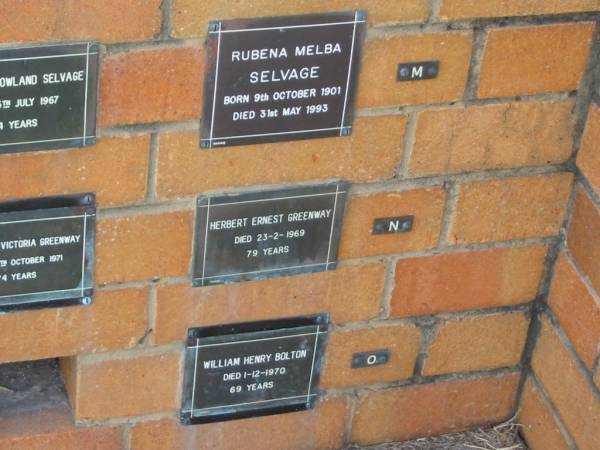 OWLAND SELVAGE
TH JULY 1967
YEARS
RUBENA MELBA
SELVAGE
BORN 9th OCTOBER 1901
DIED 31st MAY 1993
M
VICTORIA GREENWAY
OCTOBER 1971
74 YEARS
HERBERT ERNEST GREENWAY
DIED 23-2-1969
79 YEARS
N
WILLIAM HENRY BOLTON
DIED 1-12-1970
69 YEARS
O